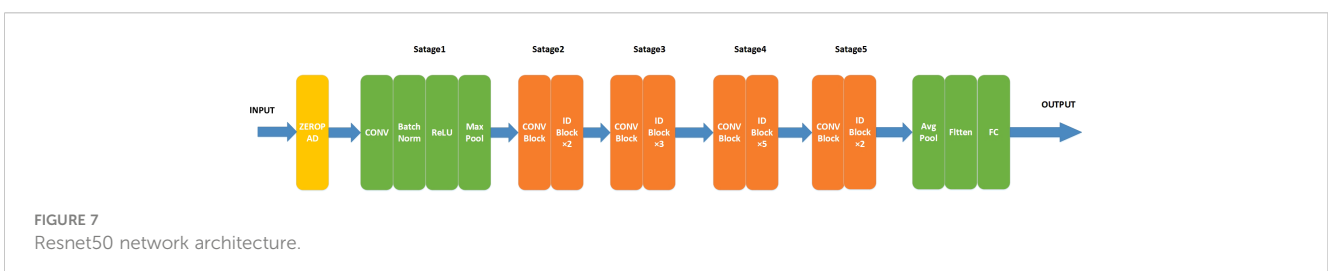 Satage1 Satage2 Satage3 Satage4 Satage5
INPUT
ZEROP
AD
CONV
Batch
Norm
ReLU
Max
Pool
CONV
Block
ID
Block
×2
CONV
Block
ID
Block
×3
CONV
Block
ID
Block
×5
CONV
Block
ID
Block
×2
Avg
Pool
Fltten
FC
OUTPUT
FIGURE 7
Resnet50 network architecture.